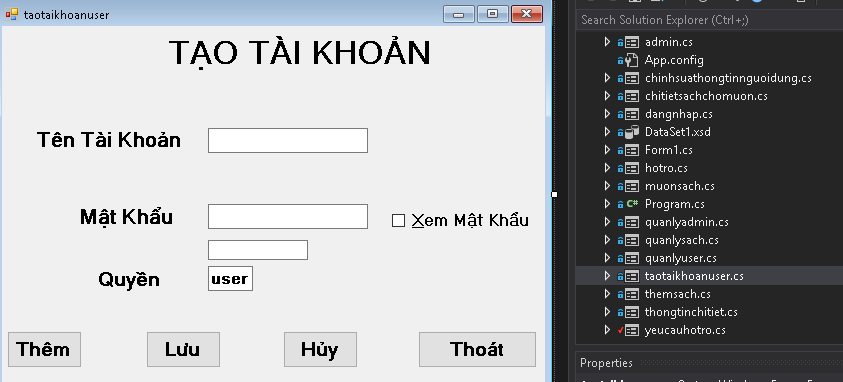 taotaikhoanuser
TẠO TÀI KHOẢN
Tên Tài Khoản
Mật Khẩu
Xem Mật Khẩu
Quyền
user
Thêm
Lưu
Hủy
Thoát
Search Solution Explorer (Ctrl+;)
admin.cs
App.config
chinhsuathongtinnguoidung.cs
chitietsachchomuon.cs
dangnhap.cs
DataSet1.xsd
Form1.cs
hotro.cs
muonsach.cs
C# Program.cs
quanlyadmin.cs
quanlysach.cs
quanlyuser.cs
taotaikhoanuser.cs
themsach.cs
thongtinchitiet.cs
yeucauhotro.cs
Properties